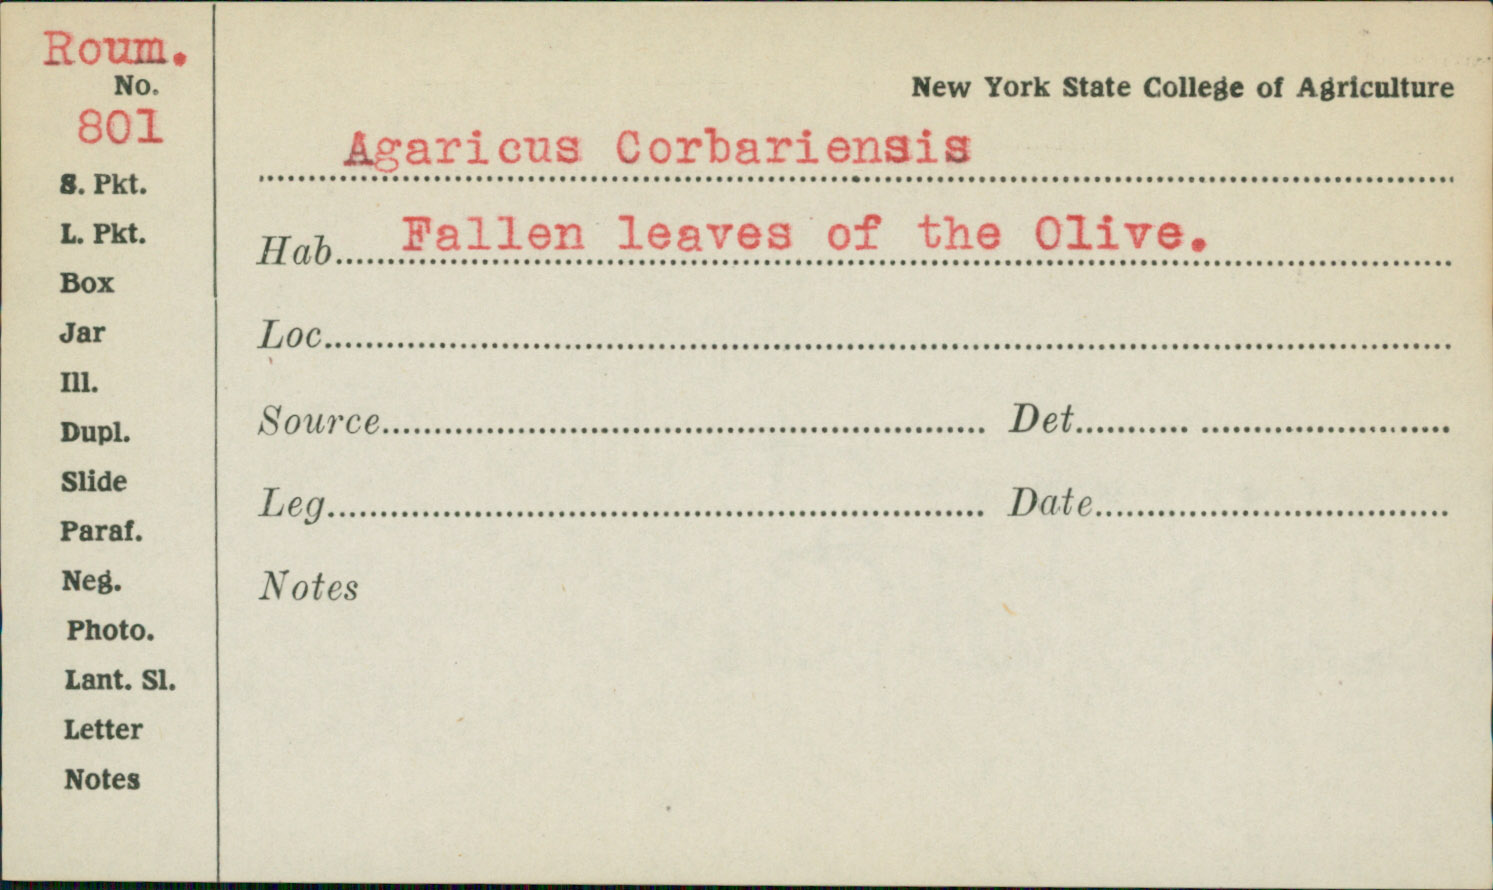 Roum.
No.
801
S. Pkt.
L. Pkt.
Box
Jar
Ill.
Dupl.
Slide
Paraf.
Neg.
Photo.
Lant. Sl.
Letter
Notes
New York State College of Agriculture
Agaricus Corbariensis
Hab. Fallen leaves of the Olive.
Loc.
Source Det.
Leg. Date
Notes